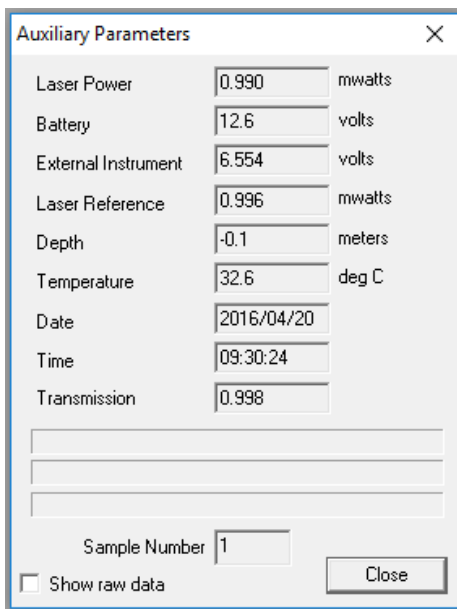 Auxiliary Parameters
Laser Power 0.990 mwatts
Battery 12.6 volts
External Instrument 6.554 volts
Laser Reference 0.996 mwatts
Depth -0.1 meters
Temperature 32.6 deg C
Date 2016/04/20
Time 09:30:24
Transmission 0.998
Sample Number 1
Show raw data Close